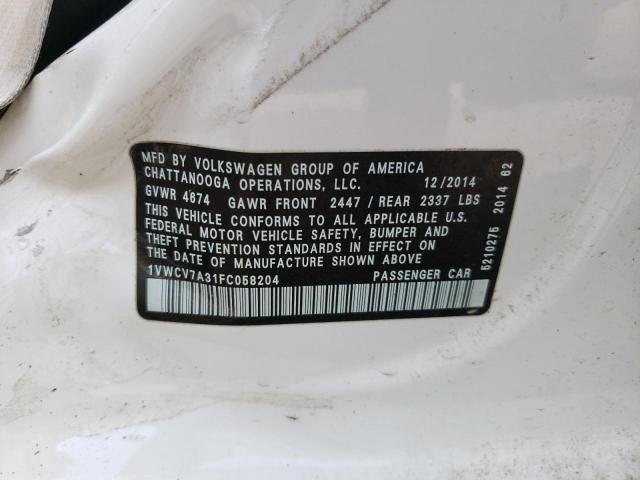 MFD BY VOLKSWAGEN GROUP OF AMERICA
CHATTANOOGA OPERATIONS, LLC. 12/2014
GVWR 4674 GAWR FRONT 2447 / REAR 2337 LBS
THIS VEHICLE CONFORMS TO ALL APPLICABLE U.S.
FEDERAL MOTOR VEHICLE SAFETY, BUMPER AND
THEFT PREVENTION STANDARDS IN EFFECT ON
THE DATE OF MANUFACTURE SHOWN ABOVE
1VWCV7A31FC058204 PASSENGER CAR
5210275 2014 62